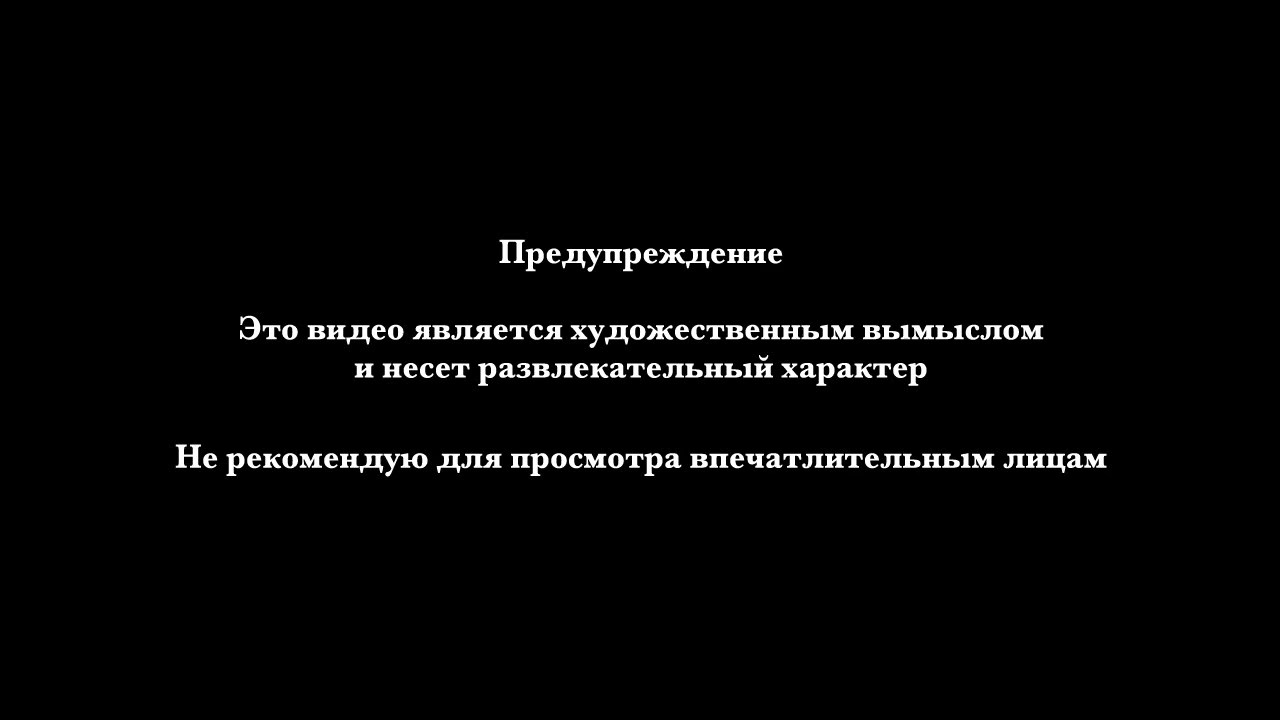 Предупреждение
Это видео является художественным вымыслом
и несет развлекательный характер
Не рекомендую для просмотра впечатлительным лицам